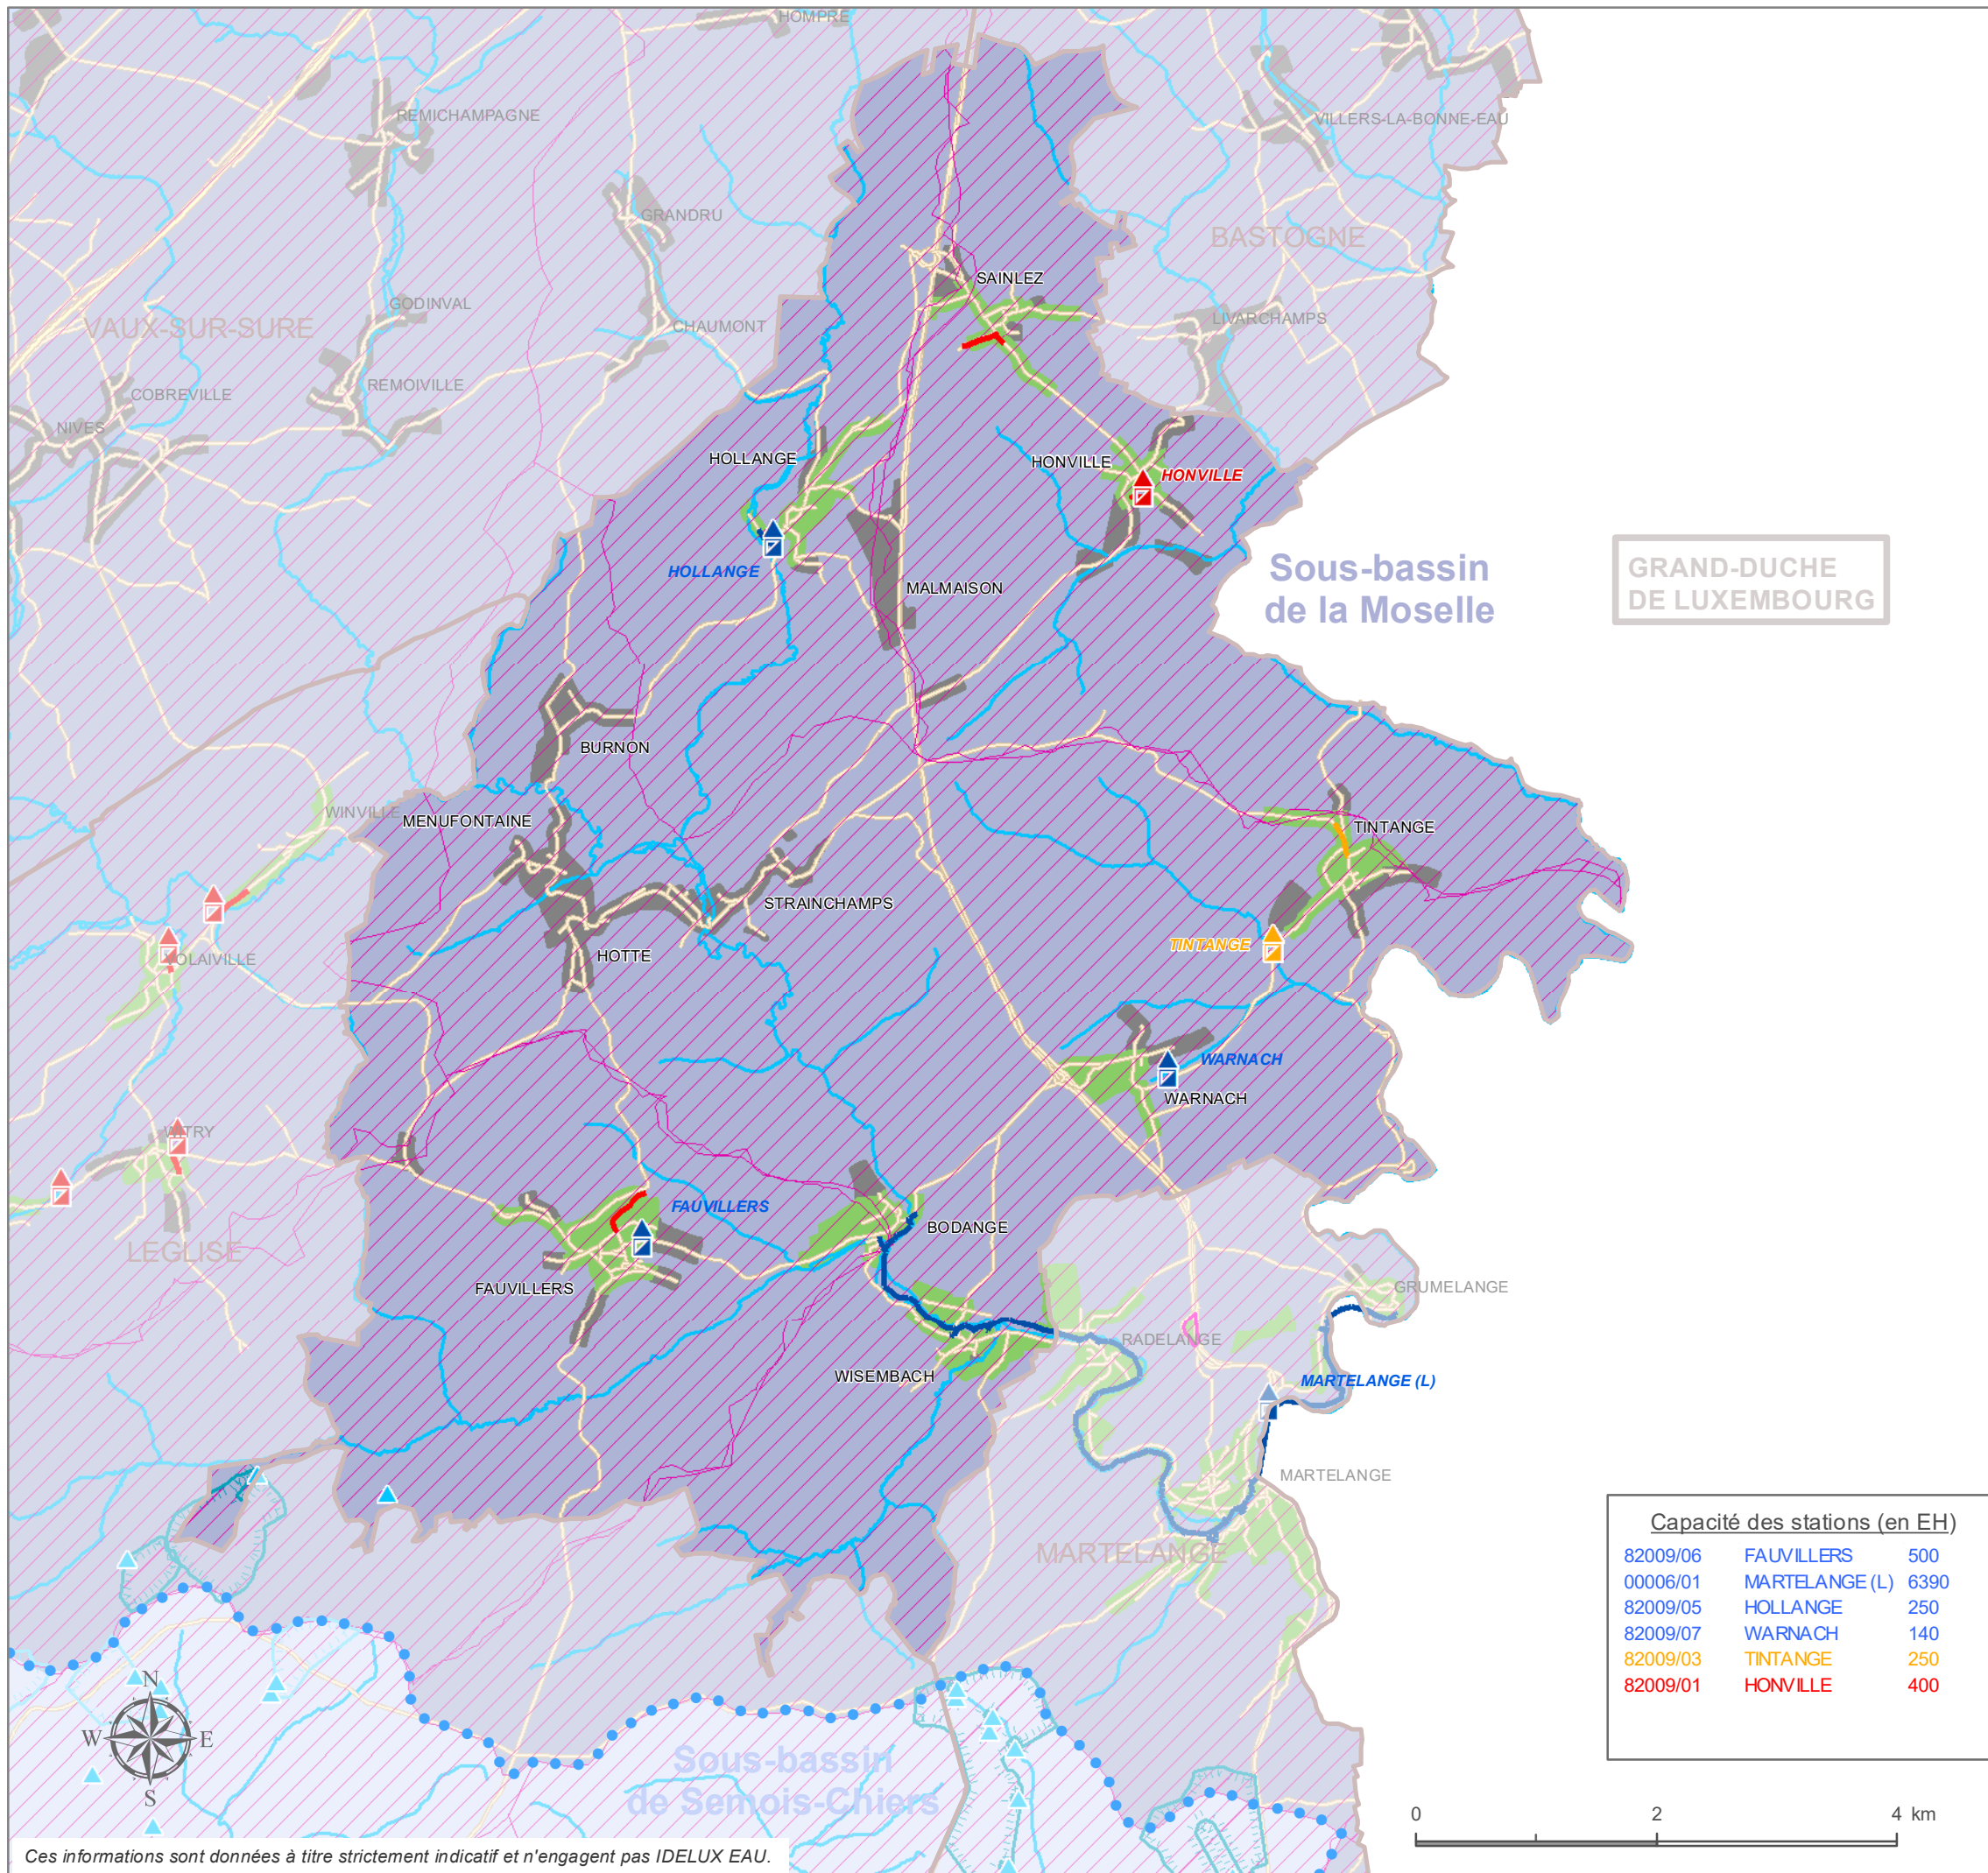 HOMPRE
REMICHAMPAGNE
VILLERS-LA-BONNE-EAU
GRANDRU
BASTOGNE
SAINLEZ
GODINVAL
VAUX-SUR-SURE
CHAUMONT
LIVARCHAMPS
REMOIVILLE
COBREVILLE
NIVES
HOLLANGE
HONVILLE
HONVILLE
HOLLANGE
MALMAISON
Sous-bassin
de la Moselle
GRAND-DUCHE
DE LUXEMBOURG
BURNON
WINVILLE
MENUFONTAINE
TINTANGE
STRAINCHAMPS
TINTANGE
HOTTE
VOLAIVILLE
WARNACH
WARNACH
WITRY
FAUVILLERS
BODANGE
LEGLISE
FAUVILLERS
GRUMELANGE
RADELANGE
WISEMBACH
MARTELANGE (L)
MARTELANGE
MARTELANGE
Capacité des stations (en EH)
82009/06 FAUVILLERS 500
00006/01 MARTELANGE (L) 6390
82009/05 HOLLANGE 250
82009/07 WARNACH 140
82009/03 TINTANGE 250
82009/01 HONVILLE 400
N
W E
S
Sous-bassin
de Semois-Chiers
0 2 4 km
Ces informations sont données à titre strictement indicatif et n'engagent pas IDELUX EAU.